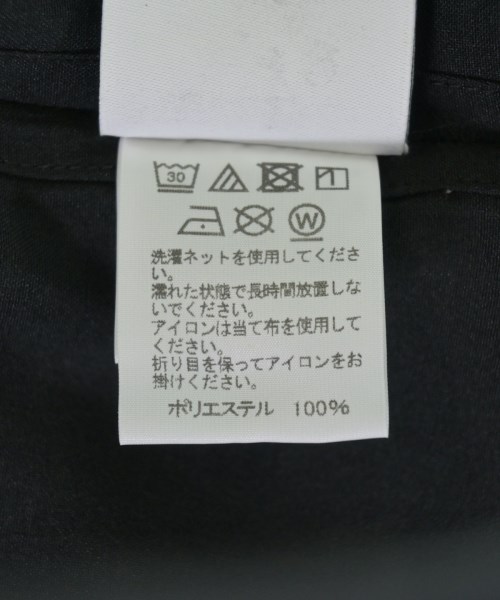 30
W
洗濯ネットを使用してくださ
い。
濡れた状態で長時間放置しな
いでください。
アイロンは当て布を使用して
ください。
折り目を保ってアイロンをお
掛けください。
ポリエステル 100%